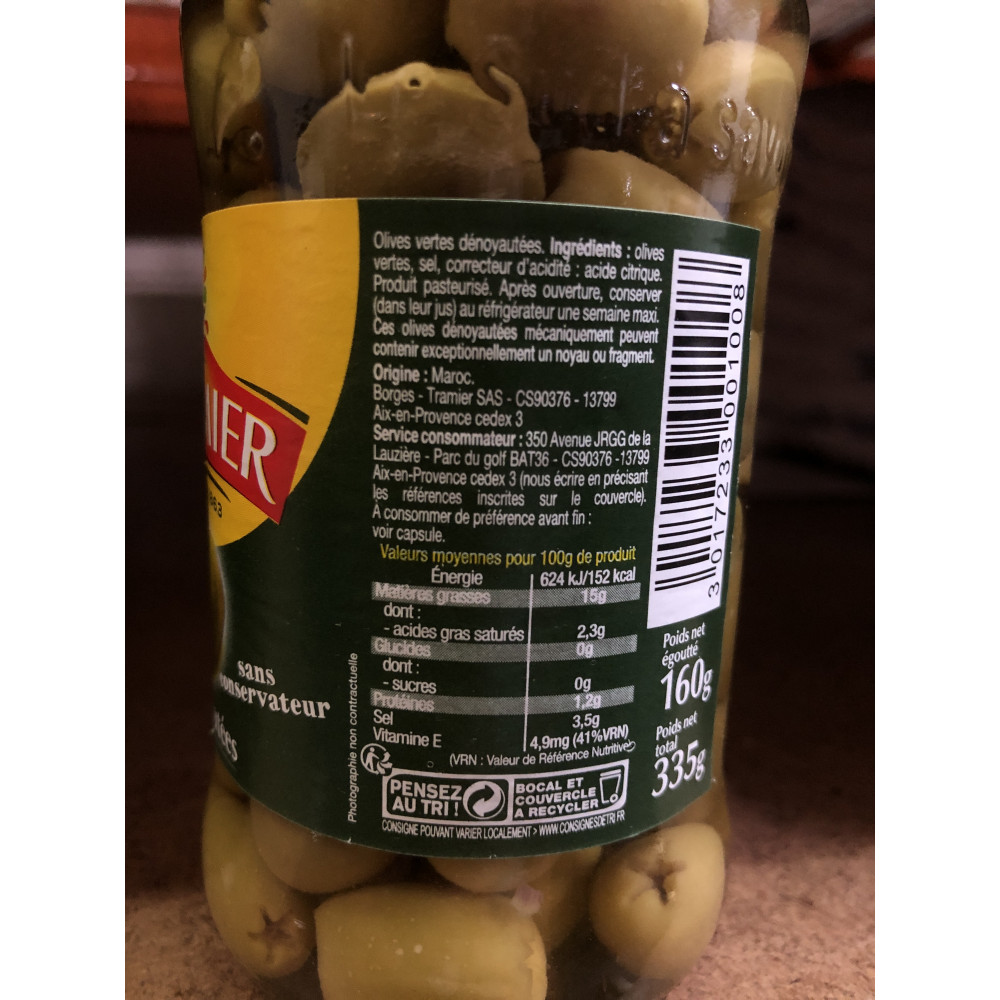 Olives vertes dénoyautées. Ingrédients : olives
vertes, sel, correcteur d'acidité : acide citrique.
Produit pasteurisé. Après ouverture, conserver
(dans leur jus) au réfrigérateur une semaine maxi.
Ces olives dénoyautées mécaniquement peuvent
contenir exceptionnellement un noyau ou fragment.
Origine : Maroc.
Borges - Tramier SAS - CS90376 - 13799
Aix-en-Provence cedex 3
Service consommateur : 350 Avenue JRGG de la
Lauzière - Parc du golf BAT36 - CS90376 -13799
Aix-en-Provence cedex 3 (nous écrire en précisant
les références inscrites sur le couvercle).
A consommer de préférence avant fin :
voir capsule.
Valeurs moyennes pour 100g de produit
Énergie 624 kJ/152 kcal
Matières grasses 15g
dont :
- acides gras saturés 2,3g
Glucides 0g
dont :
- sucres 0g
Protéines 1,2g
Sel 3,5g
Vitamine E 4,9mg (41%VRN)
(VRN : Valeur de Référence Nutritive)
PENSEZ
AU TRI !
BOCAL ET
COUVERCLE
A RECYCLER
CONSIGNE POUVANT VARIER LOCALEMENT > WWW.CONSIGNESDETRI.FR
Photographie non contractuelle
3 017233 001008
Poids net
égoutté
160g
Poids net
total
335g
sans